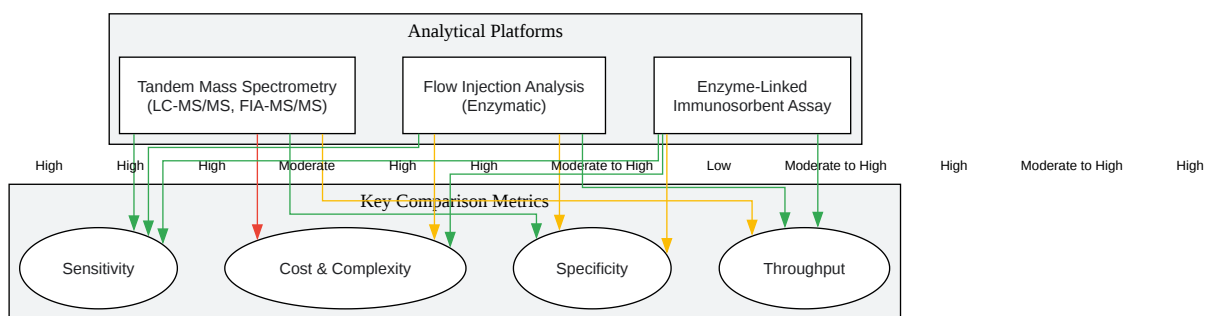 Analytical Platforms
Tandem Mass Spectrometry
(LC-MS/MS, FIA-MS/MS)
Flow Injection Analysis
(Enzymatic)
Enzyme-Linked
Immunosorbent Assay
High
High
High
Moderate
High
High
Moderate to High
Low
Moderate to High
High
Moderate to High
High
Key Comparison Metrics
Sensitivity
Cost & Complexity
Specificity
Throughput